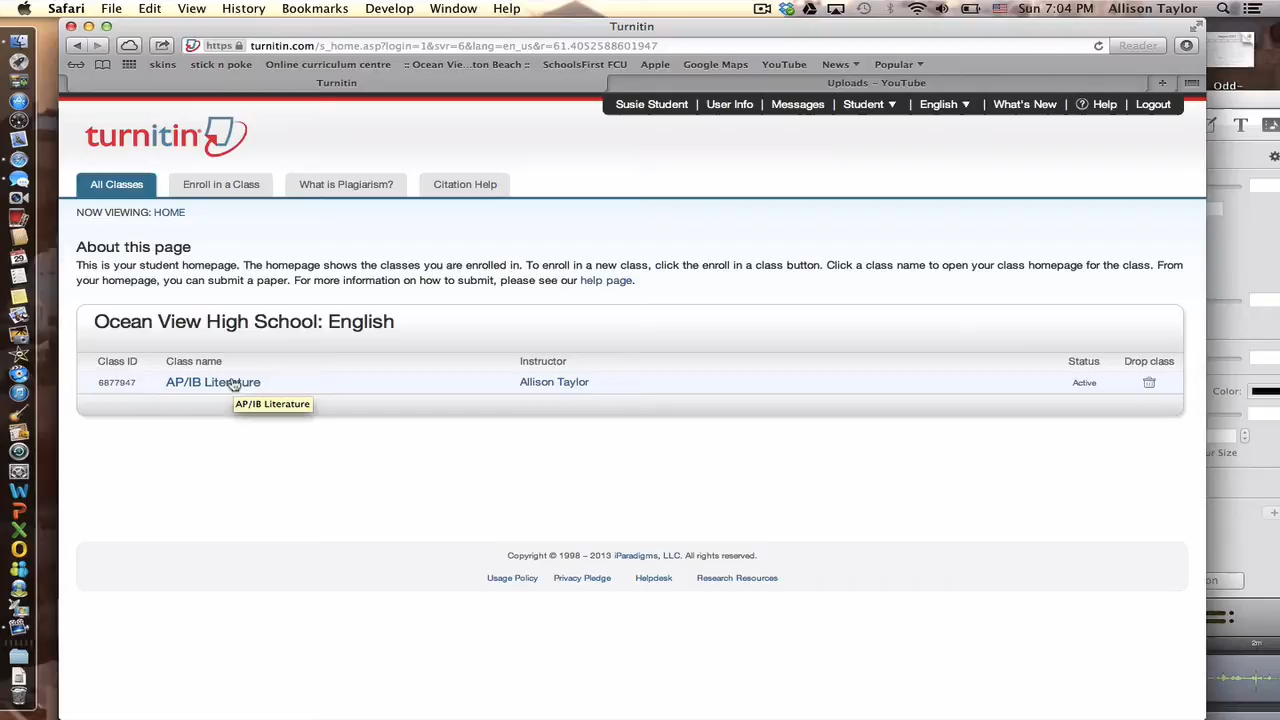 Safari File Edit View History Bookmarks Develop Window Help Sun 7:04 PM Allison Taylor
Turnitin
https turnitin.com/s_home.asp?login=1&svr=6&lang=en_us&r=61.4052588601947 Reader
skins stick n poke Online curriculum centre :: Ocean Vie...ton Beach :: SchoolsFirst FCU Apple Google Maps YouTube News Popular
Turnitin Uploads – YouTube
Odd–
Susie Student User Info Messages Student English What's New Help Logout
turnitin
All Classes Enroll in a Class What is Plagiarism? Citation Help
NOW VIEWING: HOME
About this page
This is your student homepage. The homepage shows the classes you are enrolled in. To enroll in a new class, click the enroll in a class button. Click a class name to open your class homepage for the class. From
your homepage, you can submit a paper. For more information on how to submit, please see our help page.
Ocean View High School: English
Class ID Class name Instructor Status Drop class
6877947 AP/IB Literature Allison Taylor Active
AP/IB Literature
Color:
ur Size
Copyright © 1998 – 2013 iParadigms, LLC. All rights reserved.
Usage Policy Privacy Pledge Helpdesk Research Resources
on
2m
29